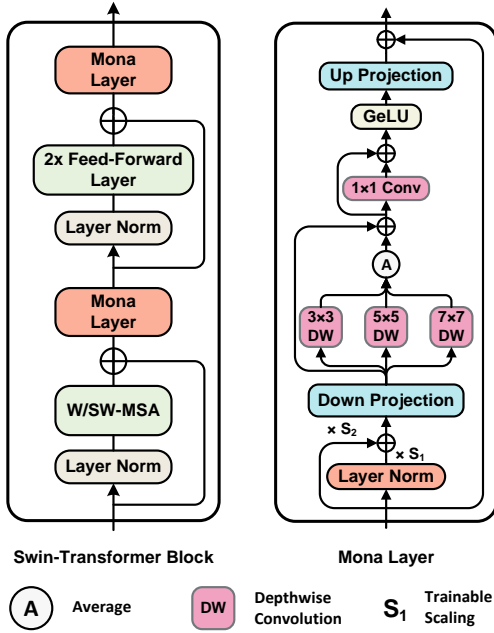 Mona
Layer
2x Feed-Forward
Layer
Layer Norm
Mona
Layer
W/SW-MSA
Layer Norm
Swin-Transformer Block
Up Projection
GeLU
1×1 Conv
A
3×3
DW
5×5
DW
7×7
DW
Down Projection
× S₂
× S₁
Layer Norm
Mona Layer
A
Average
DW
Depthwise
Convolution
S₁
Trainable
Scaling